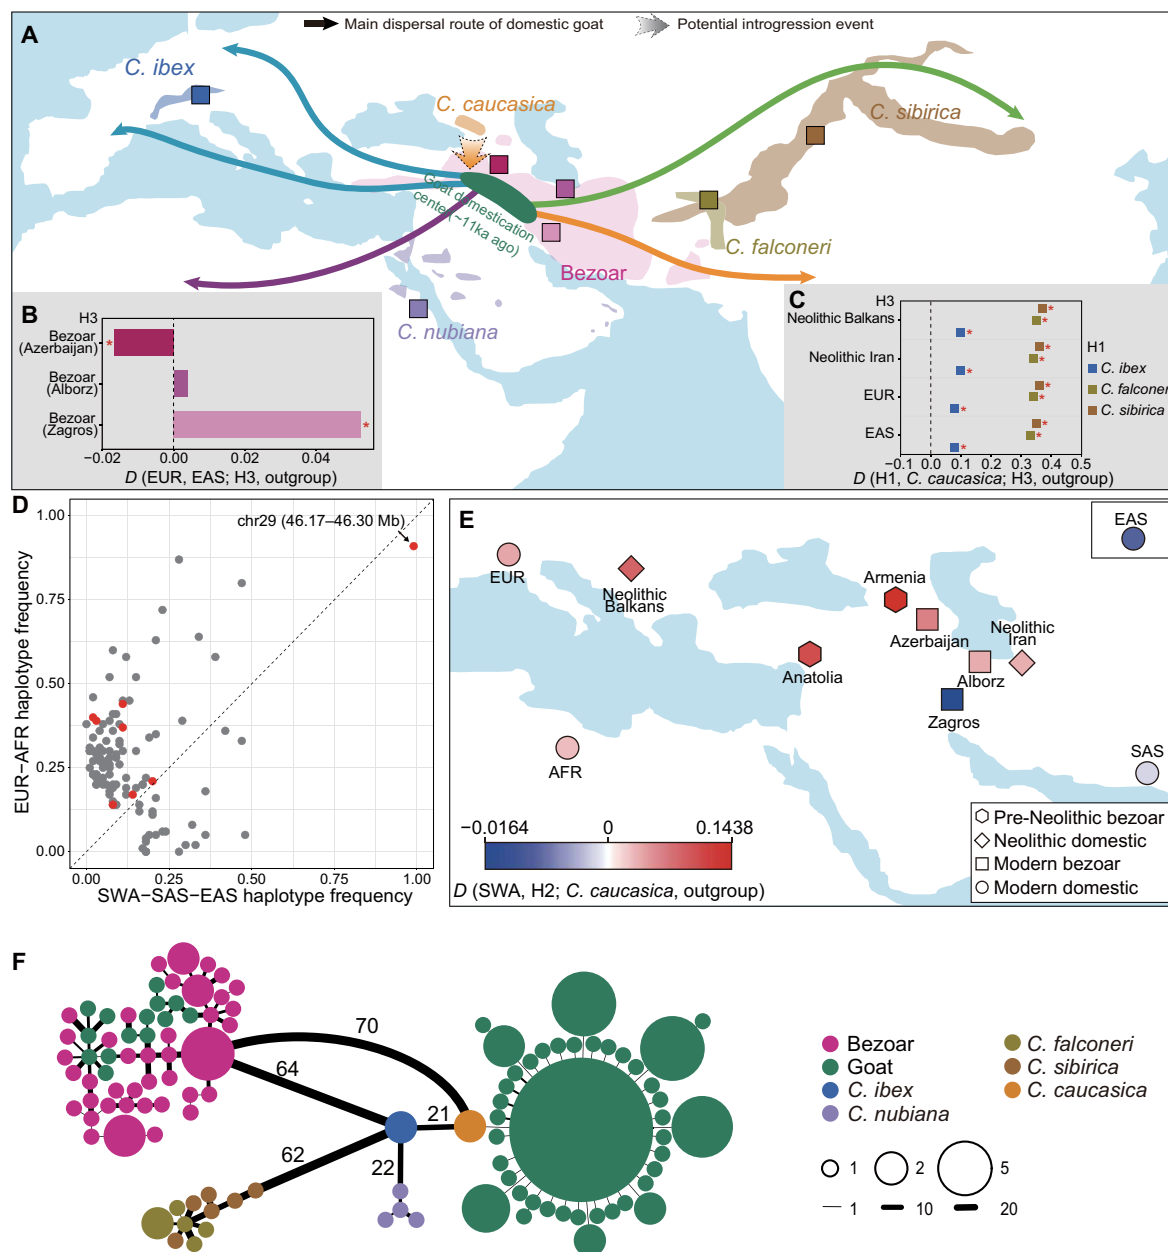 Main dispersal route of domestic goat
Potential introgression event
A
C. ibex
C. caucasica
C. sibirica
Goat domestication
center(~11ka ago)
C. falconeri
Bezoar
C. nubiana
B
H3
Bezoar
(Azerbaijan)
*
Bezoar
(Alborz)
Bezoar
(Zagros)
*
−0.02
0.00
0.02
0.04
D (EUR, EAS; H3, outgroup)
C
H3
Neolithic Balkans
* * *
Neolithic Iran
* * *
EUR
* * *
EAS
* * *
H1
C. ibex
C. falconeri
C. sibirica
−0.1 0.0 0.1 0.2 0.3 0.4 0.5
D (H1, C. caucasica; H3, outgroup)
D
chr29 (46.17−46.30 Mb)
1.00
0.75
0.50
0.25
0.00
EUR−AFR haplotype frequency
0.00 0.25 0.50 0.75 1.00
SWA−SAS−EAS haplotype frequency
E
EAS
EUR
Neolithic
Balkans
Armenia
Azerbaijan
Neolithic
Iran
Anatolia
Alborz
Zagros
AFR
SAS
−0.0164 0 0.1438
D (SWA, H2; C. caucasica, outgroup)
Pre-Neolithic bezoar
Neolithic domestic
Modern bezoar
Modern domestic
F
70
64
21
62
22
Bezoar
Goat
C. ibex
C. nubiana
C. falconeri
C. sibirica
C. caucasica
1 2 5
1 10 20